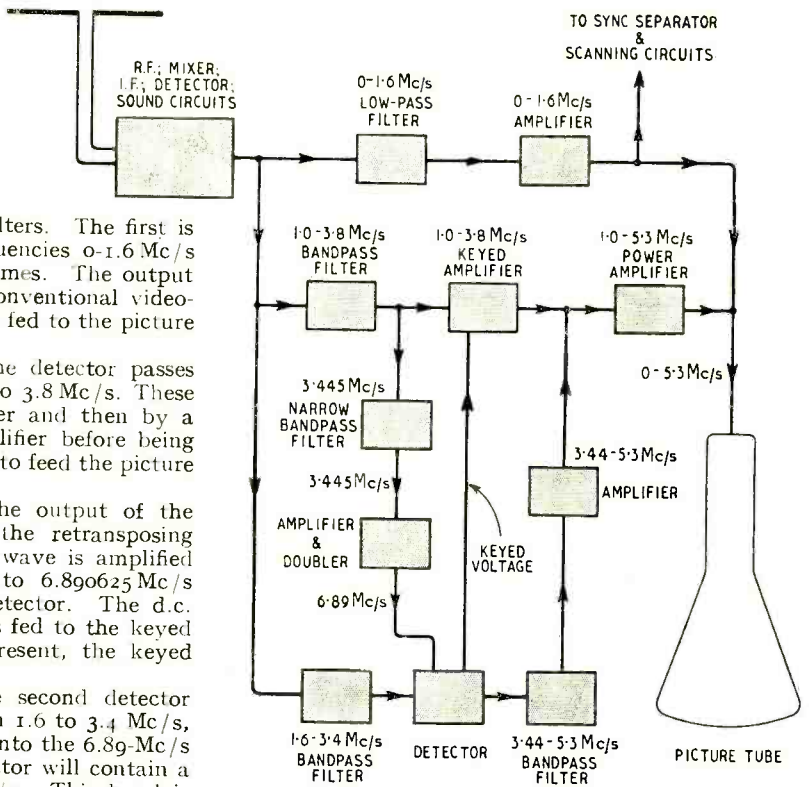 TO SYNC SEPARATOR
&
SCANNING CIRCUITS
R.F.; MIXER;
I.F.; DETECTOR;
SOUND CIRCUITS
0-1·6 Mc/s
LOW-PASS
FILTER
0-1·6 Mc/s
AMPLIFIER
1·0-3·8 Mc/s
BANDPASS
FILTER
1·0-3·8 Mc/s
KEYED
AMPLIFIER
1·0-5·3 Mc/s
POWER
AMPLIFIER
0-5·3 Mc/s
3·445 Mc/s
NARROW
BANDPASS
FILTER
3·445 Mc/s
AMPLIFIER
&
DOUBLER
6·89 Mc/s
KEYED
VOLTAGE
3·44-5·3 Mc/s
AMPLIFIER
1·6-3·4 Mc/s
BANDPASS
FILTER
DETECTOR
3·44-5·3 Mc/s
BANDPASS
FILTER
PICTURE TUBE
lters. The first is
uencies 0-1.6 Mc/s
mes. The output
onventional video-
fed to the picture
ne detector passes
o 3.8 Mc/s. These
er and then by a
lifier before being
to feed the picture
he output of the
the retransposing
wave is amplified
to 6.890625 Mc/s
etector. The d.c.
s fed to the keyed
resent, the keyed
e second detector
n 1.6 to 3.4 Mc/s,
nto the 6.89-Mc/s
tor will contain a